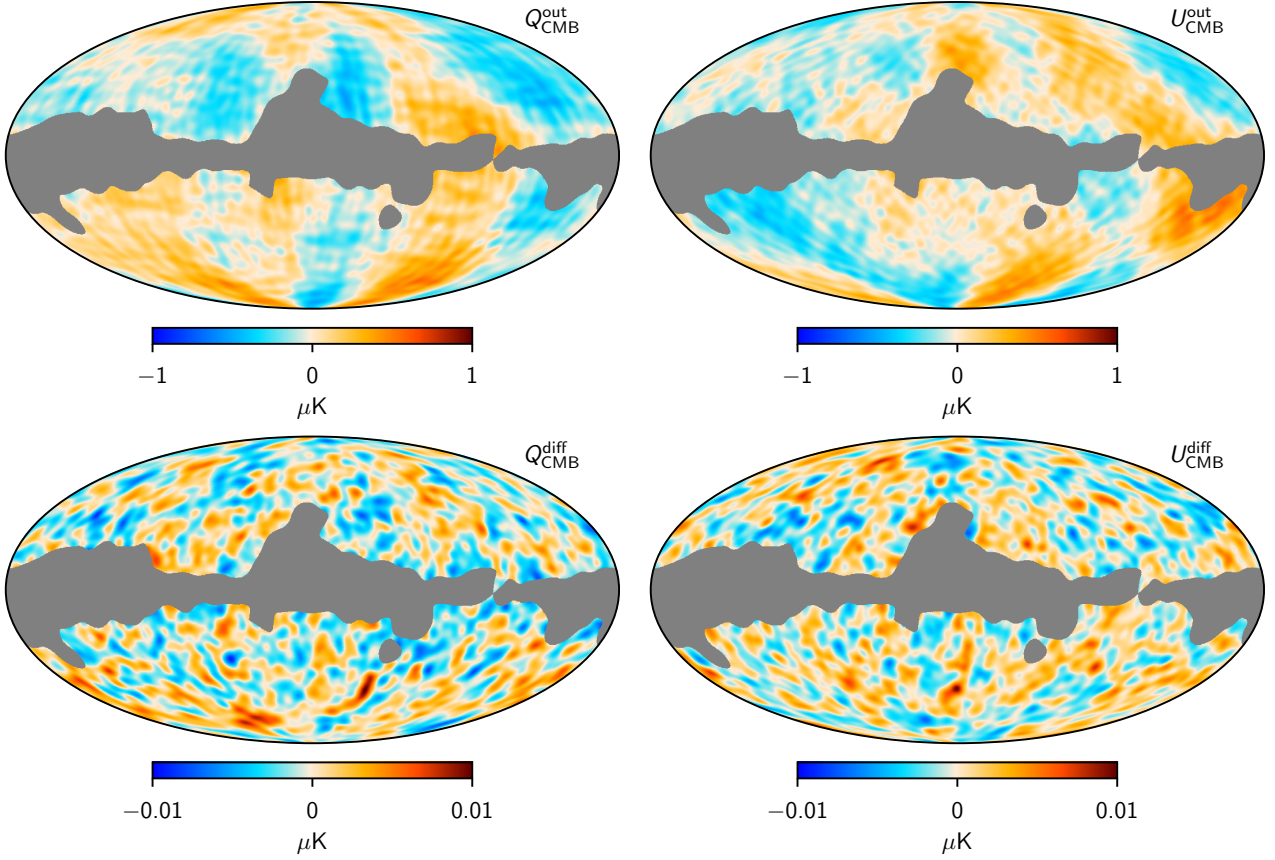 Q^out_CMB
U^out_CMB
−1 0 1
μK
−1 0 1
μK
Q^diff_CMB
U^diff_CMB
−0.01 0 0.01
μK
−0.01 0 0.01
μK